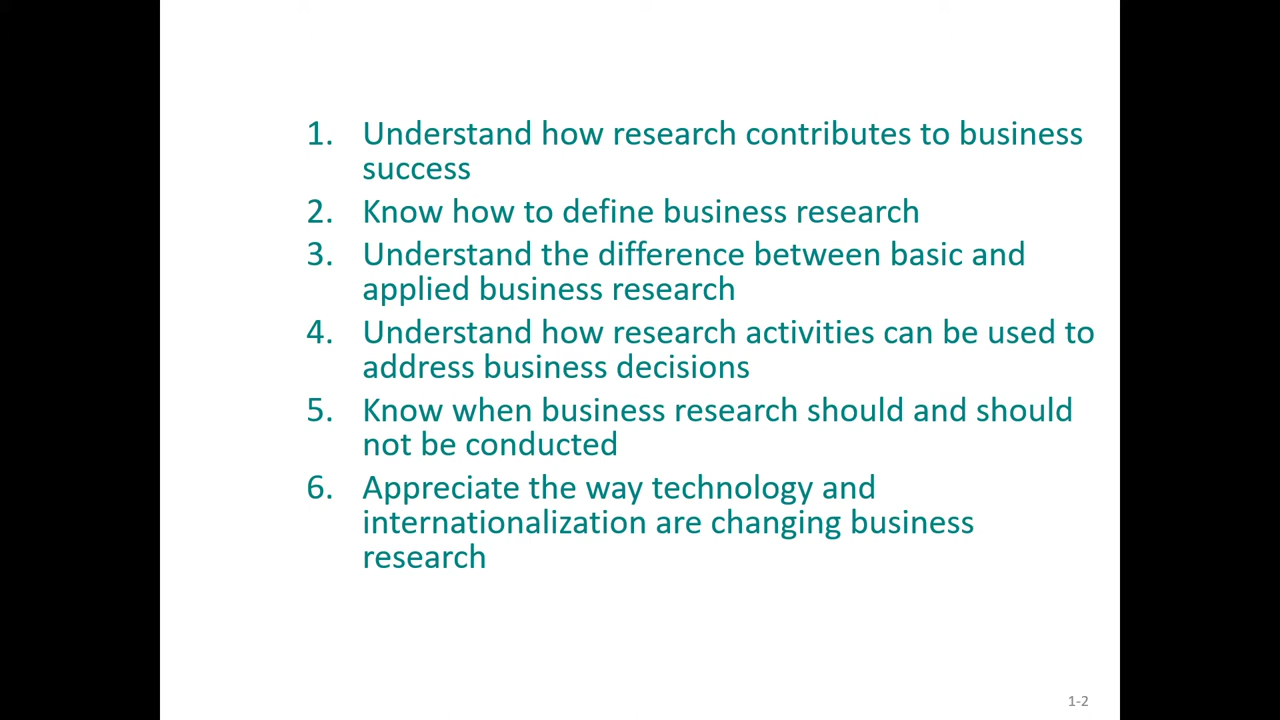 1. Understand how research contributes to business
success
2. Know how to define business research
3. Understand the difference between basic and
applied business research
4. Understand how research activities can be used to
address business decisions
5. Know when business research should and should
not be conducted
6. Appreciate the way technology and
internationalization are changing business
research
1-2